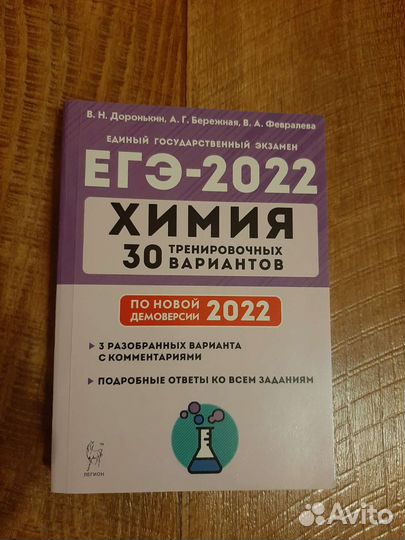 В. Н. Доронькин, А. Г. Бережная, В. А. Февралева
ЕДИНЫЙ ГОСУДАРСТВЕННЫЙ ЭКЗАМЕН
ЕГЭ-2022
ХИМИЯ
30 ТРЕНИРОВОЧНЫХ
ВАРИАНТОВ
ПО НОВОЙ
ДЕМОВЕРСИИ 2022
3 РАЗОБРАННЫХ ВАРИАНТА
С КОММЕНТАРИЯМИ
ПОДРОБНЫЕ ОТВЕТЫ КО ВСЕМ ЗАДАНИЯМ
ЛЕГИОН
Avito